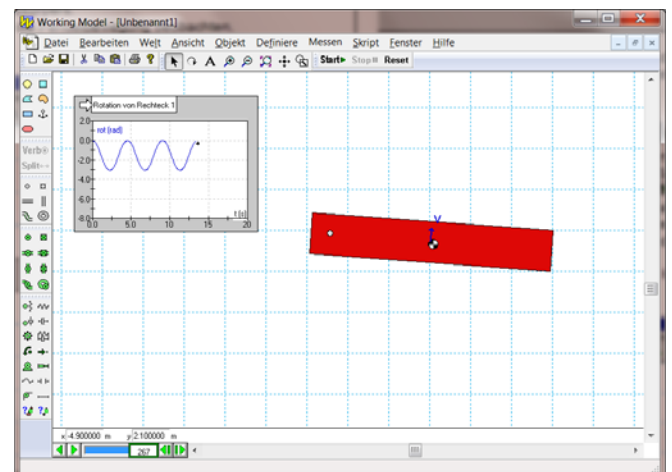 Working Model - [Unbenannt1]
Datei Bearbeiten Welt Ansicht Objekt Definiere Messen Skript Fenster Hilfe
A Start Stop Reset
Rotation von Rechteck 1
rot [rad]
2.0
0.0
-2.0
-4.0
-6.0
-8.0
0.0 5.0 10.0 15.0 20
t [s]
Verb
Split
V
x -4.900000 m y 2.100000 m
267